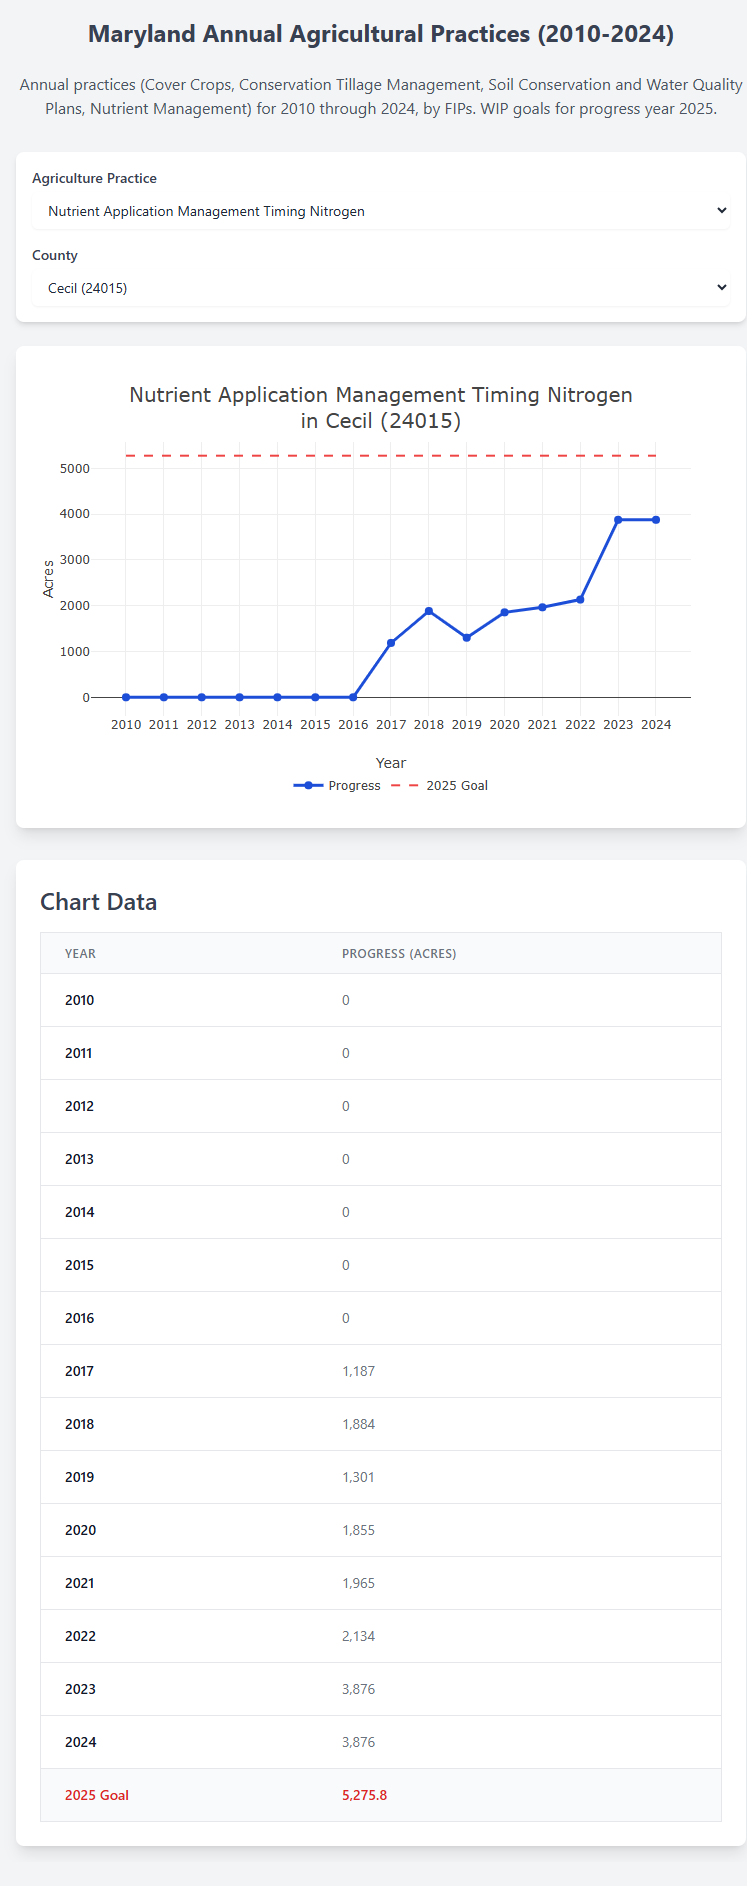 Maryland Annual Agricultural Practices (2010-2024)
Annual practices (Cover Crops, Conservation Tillage Management, Soil Conservation and Water Quality
Plans, Nutrient Management) for 2010 through 2024, by FIPs. WIP goals for progress year 2025.
Agriculture Practice
Nutrient Application Management Timing Nitrogen
County
Cecil (24015)
Nutrient Application Management Timing Nitrogen
in Cecil (24015)
5000
4000
3000
2000
1000
0
Acres
2010 2011 2012 2013 2014 2015 2016 2017 2018 2019 2020 2021 2022 2023 2024
Year
Progress 2025 Goal
Chart Data
YEAR PROGRESS (ACRES)
2010 0
2011 0
2012 0
2013 0
2014 0
2015 0
2016 0
2017 1,187
2018 1,884
2019 1,301
2020 1,855
2021 1,965
2022 2,134
2023 3,876
2024 3,876
2025 Goal 5,275.8